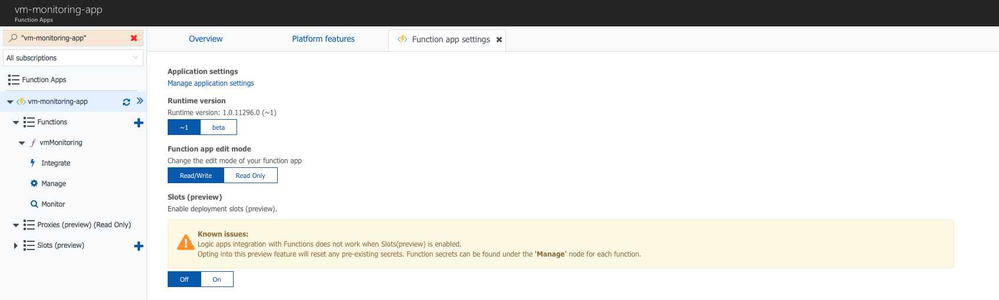 vm-monitoring-app
Function Apps
"vm-monitoring-app"
All subscriptions
Function Apps
vm-monitoring-app
Functions
vmMonitoring
Integrate
Manage
Monitor
Proxies (preview) (Read Only)
Slots (preview)
Overview
Platform features
Function app settings
Application settings
Manage application settings
Runtime version
Runtime version: 1.0.11296.0 (~1)
~1
beta
Function app edit mode
Change the edit mode of your function app
Read/Write
Read Only
Slots (preview)
Enable deployment slots (preview).
Known issues:
Logic apps integration with Functions does not work when Slots(preview) is enabled.
Opting into this preview feature will reset any pre-existing secrets. Function secrets can be found under the 'Manage' node for each function.
Off
On